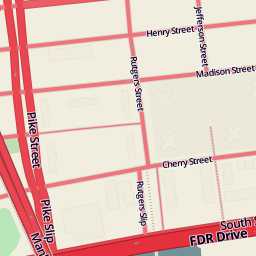 Henry Street
Jefferson Street
Madison Street
Rutgers Street
Pike Street
Cherry Street
Rutgers Slip
Pike Slip
South
FDR Drive